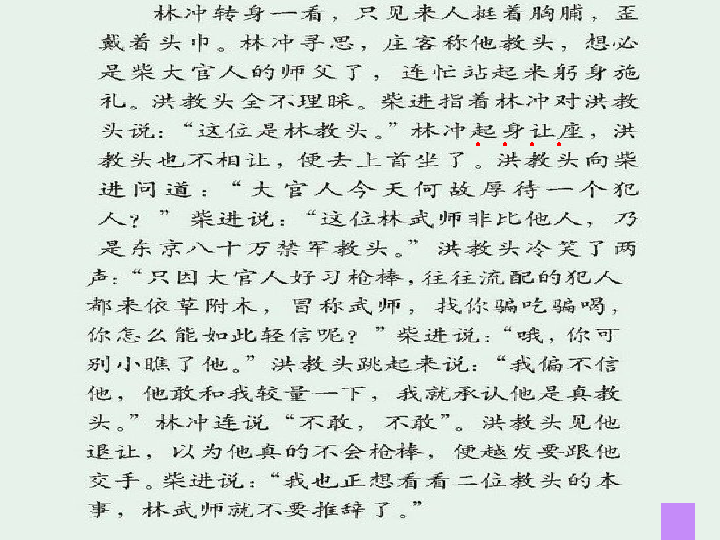 林冲转身一看，只见来人挺着胸脯，歪
戴着头巾。林冲寻思，庄客称他教头，想必
是柴大官人的师父了，连忙站起来躬身施
礼。洪教头全不理睬。柴进指着林冲对洪教
头说：“这位是林教头。”林冲起身让座，洪
教头也不相让，便去上首坐了。洪教头向柴
进问道：“大官人今天何故厚待一个犯
人？”柴进说：“这位林武师非比他人，乃
是东京八十万禁军教头。”洪教头冷笑了两
声：“只因大官人好习枪棒，往往流配的犯人
都来依草附木，冒称武师，找你骗吃骗喝，
你怎么能如此轻信呢？”柴进说：“哦，你可
别小瞧了他。”洪教头跳起来说：“我偏不信
他，他敢和我较量一下，我就承认他是真教
头。”林冲连说“不敢，不敢”。洪教头见他
退让，以为他真的不会枪棒，便越发要跟他
交手。柴进说：“我也正想看看二位教头的本
事，林武师就不要推辞了。”